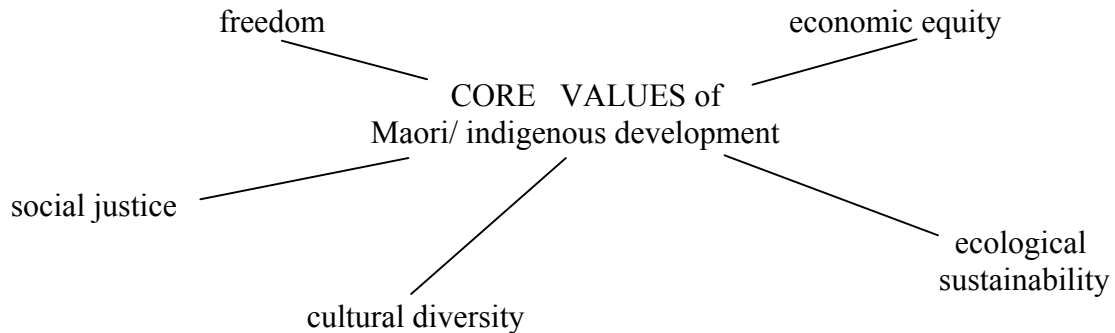 freedom
economic equity
CORE VALUES of
Maori/ indigenous development
social justice
ecological
sustainability
cultural diversity